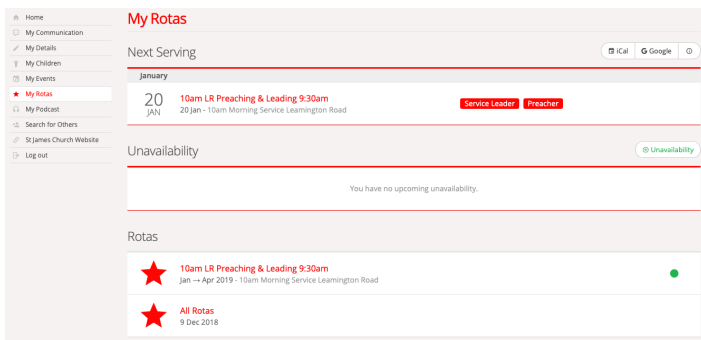 Home
My Communication
My Details
My Children
My Events
My Rotas
My Podcast
Search for Others
St James Church Website
Log out
My Rotas
Next Serving
iCal
G Google
January
20
JAN
10am LR Preaching & Leading 9:30am
20 Jan - 10am Morning Service Leamington Road
Service Leader Preacher
Unavailability
Unavailability
You have no upcoming unavailability.
Rotas
10am LR Preaching & Leading 9:30am
Jan → Apr 2019 - 10am Morning Service Leamington Road
All Rotas
9 Dec 2018